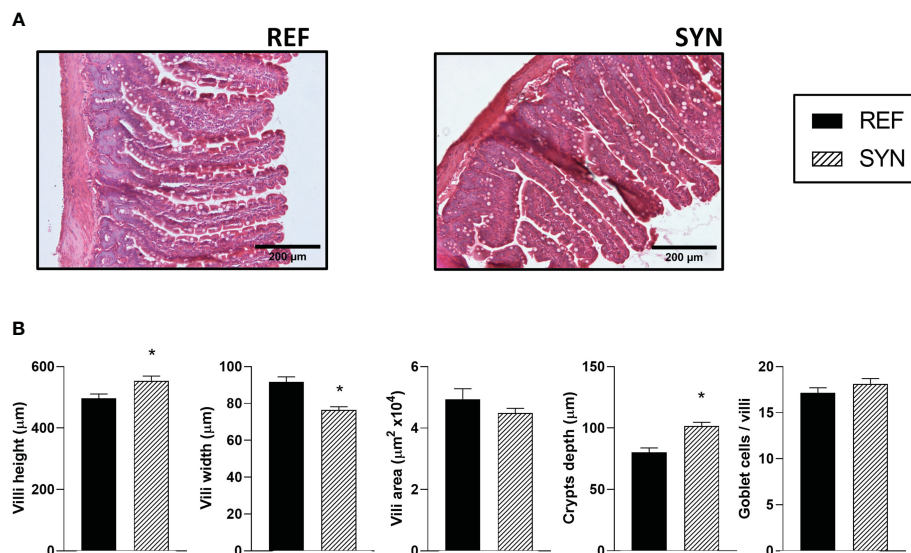 A
REF
SYN
200 µm
200 µm
REF
SYN
B
Villi height (µm)
600
400
200
0
*
Vili width (µm)
100
80
60
40
20
0
*
Vili area (µm² x10⁴)
6
4
2
0
Crypts depth (µm)
150
100
50
0
*
Goblet cells / villi
20
18
15
10
5
0